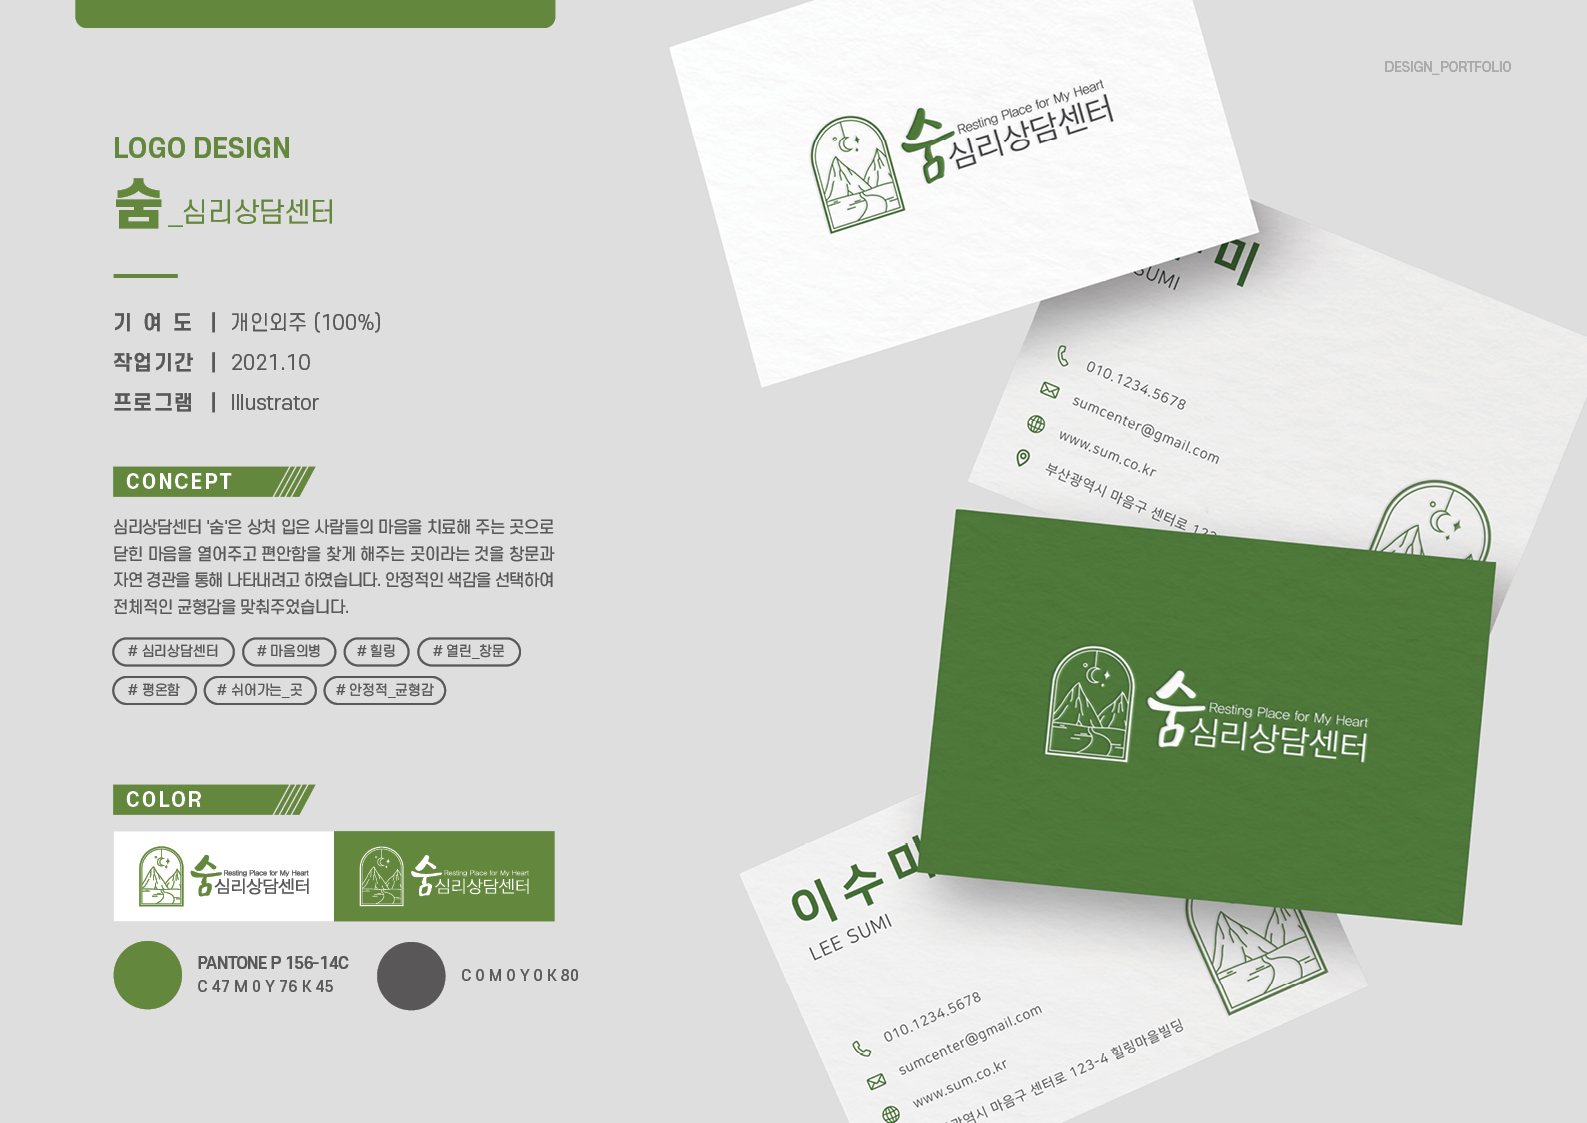 DESIGN_PORTFOLIO
LOGO DESIGN
숨_심리상담센터
기 여 도 | 개인외주 (100%)
작업기간 | 2021.10
프로그램 | Illustrator
CONCEPT
심리상담센터 '숨'은 상처 입은 사람들의 마음을 치료해 주는 곳으로
닫힌 마음을 열어주고 편안함을 찾게 해주는 곳이라는 것을 창문과
자연 경관을 통해 나타내려고 하였습니다. 안정적인 색감을 선택하여
전체적인 균형감을 맞춰주었습니다.
# 심리상담센터 # 마음의병 # 힐링 # 열린_창문
# 평온함 # 쉬어가는_곳 # 안정적_균형감
COLOR
숨 Resting Place for My Heart
심리상담센터
숨 Resting Place for My Heart
심리상담센터
PANTONE P 156-14C
C 47 M 0 Y 76 K 45
C 0 M 0 Y 0 K 80
숨 Resting Place for My Heart
심리상담센터
미
SUMI
010.1234.5678
sumcenter@gmail.com
www.sum.co.kr
부산광역시 마음구 센터로 123
숨 Resting Place for My Heart
심리상담센터
이수미
LEE SUMI
010.1234.5678
sumcenter@gmail.com
www.sum.co.kr
광역시 마음구 센터로 123-4 힐링마을빌딩